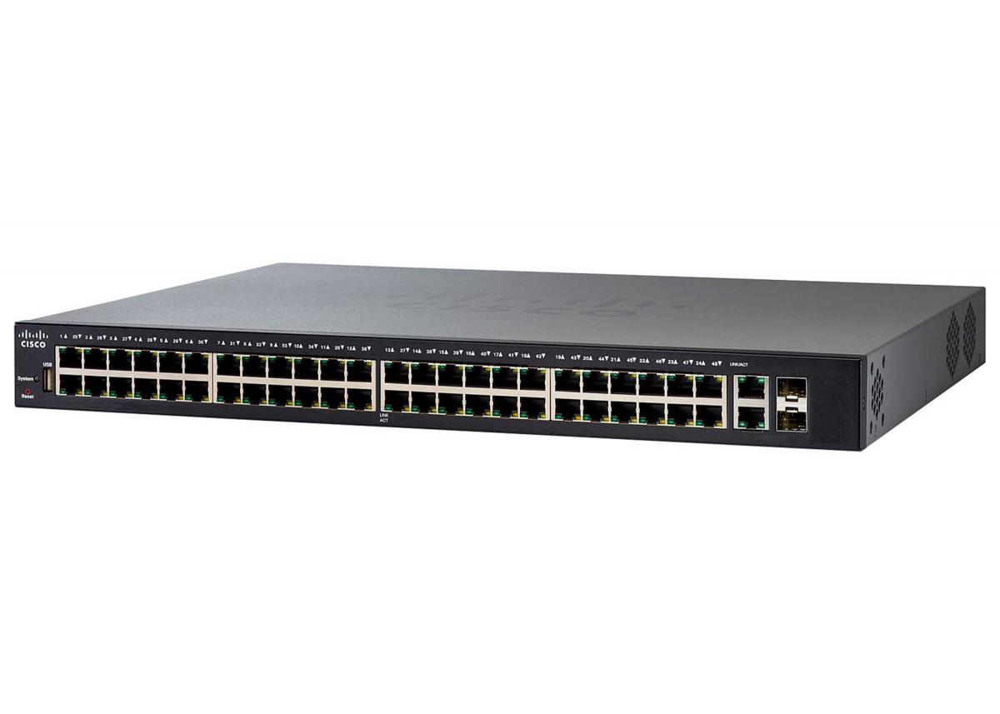 CISCO
CISCO
1▲ 25▼ 2▲ 26▼ 3▲ 27▼ 4▲ 28▼ 5▲ 29▼ 6▲ 30▼ 7▲ 31▼ 8▲ 32▼ 9▲ 33▼ 10▲ 34▼ 11▲ 35▼ 12▲ 36▼ 13▲ 37▼ 14▲ 38▼ 15▲ 39▼ 16▲ 40▼ 17▲ 41▼ 18▲ 42▼ 19▲ 43▼ 20▲ 44▼ 21▲ 45▼ 22▲ 46▼ 23▲ 47▼ 24▲ 48▼ LINK/ACT
USB
System
Reset
LINK
ACT